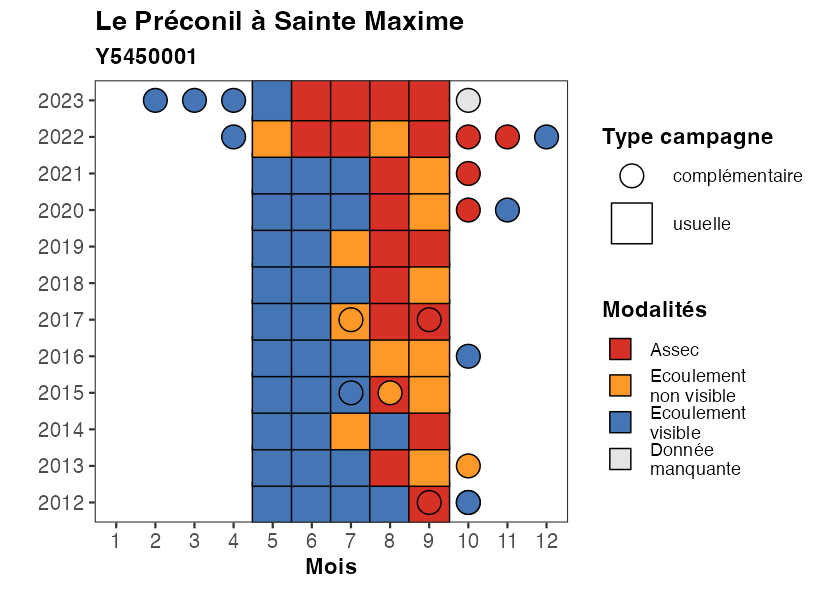 Le Préconil à Sainte Maxime
Y5450001
2023
2022
2021
2020
2019
2018
2017
2016
2015
2014
2013
2012
1 2 3 4 5 6 7 8 9 10 11 12
Mois
Type campagne
complémentaire
usuelle
Modalités
Assec
Ecoulement
non visible
Ecoulement
visible
Donnée
manquante